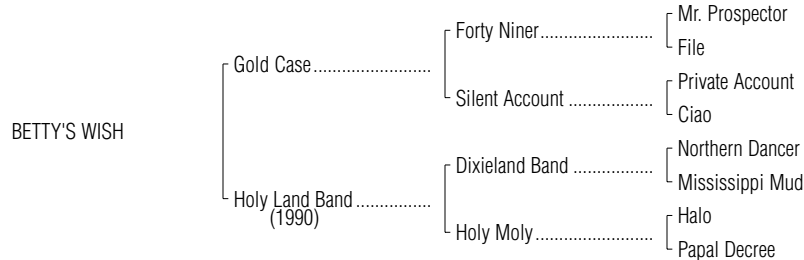 Mr. Prospector
Forty Niner........................
File
Gold Case.........................
Private Account
Silent Account .................
Ciao
BETTY'S WISH
Northern Dancer
Dixieland Band .................
Mississippi Mud
Holy Land Band ................
(1990)
Halo
Holy Moly.........................
Papal Decree